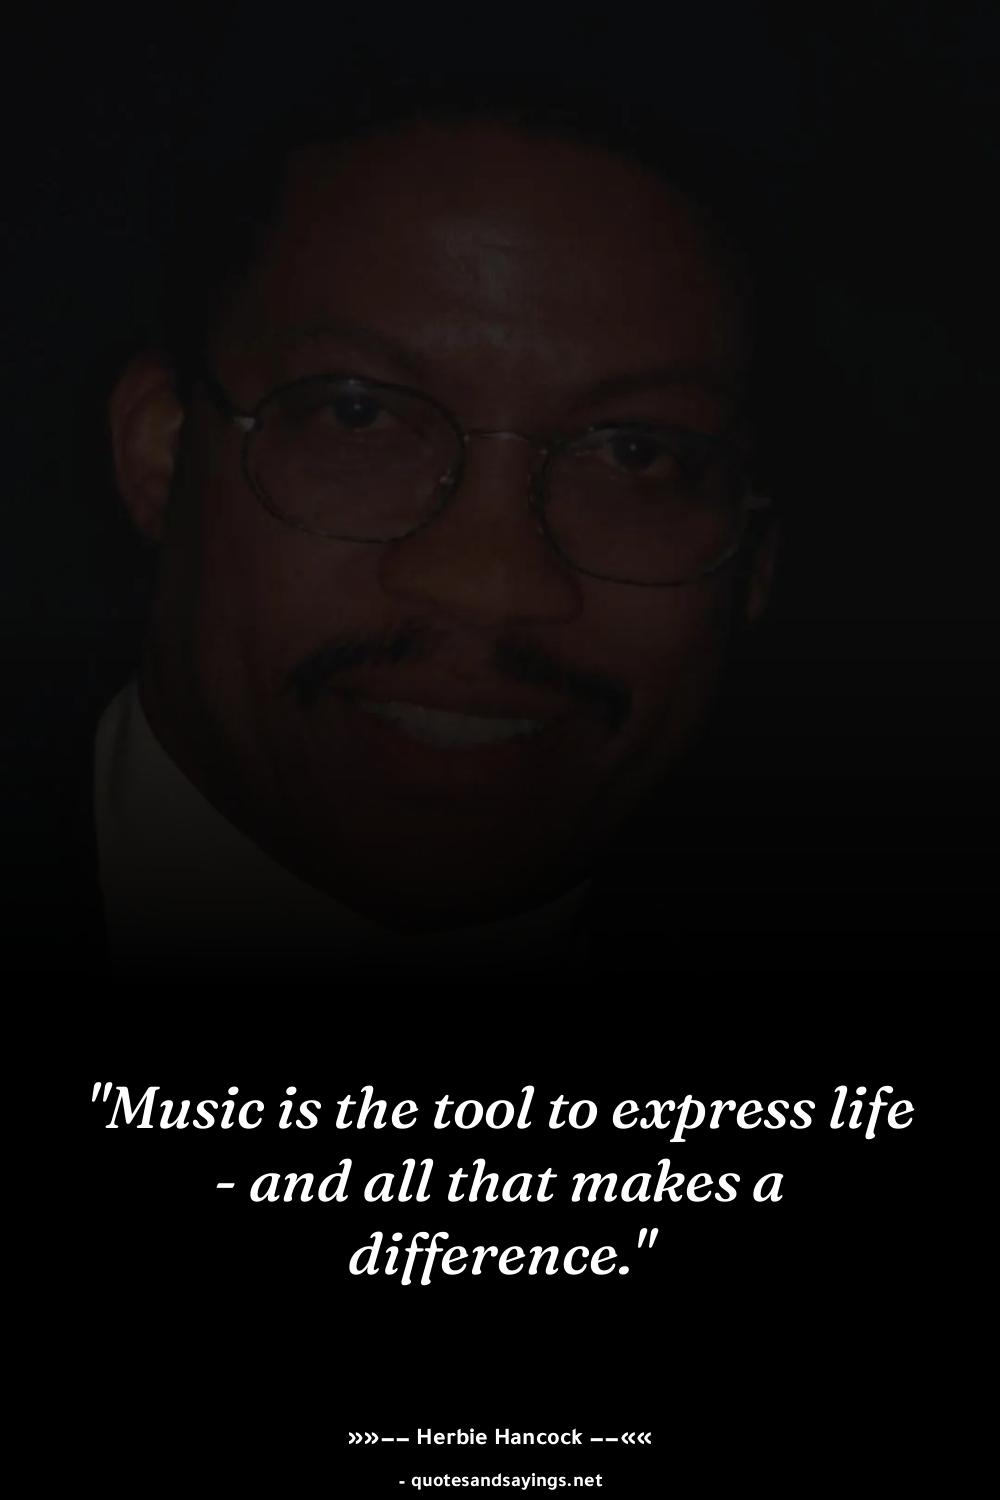 "Music is the tool to express life
- and all that makes a
difference."
»»−− Herbie Hancock −−««
- quotesandsayings.net